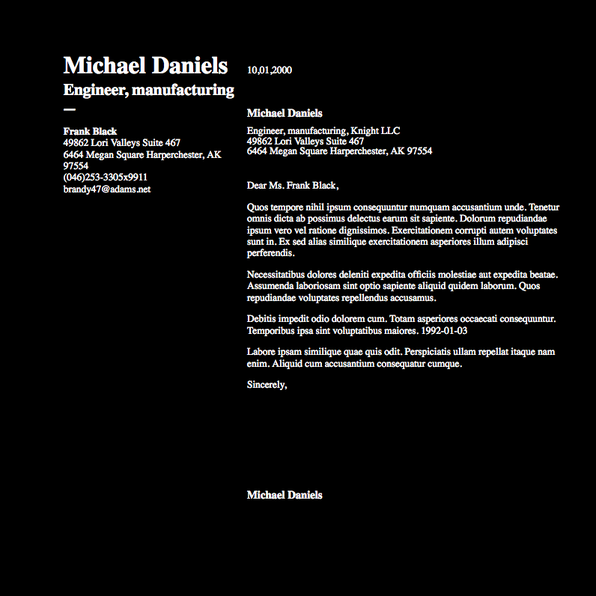 Michael Daniels
Engineer, manufacturing
—
Frank Black
49862 Lori Valleys Suite 467
6464 Megan Square Harperchester, AK
97554
(046)253-3305x9911
brandy47@adams.net
10,01,2000
Michael Daniels
Engineer, manufacturing, Knight LLC
49862 Lori Valleys Suite 467
6464 Megan Square Harperchester, AK 97554
Dear Ms. Frank Black,
Quos tempore nihil ipsum consequuntur numquam accusantium unde. Tenetur
omnis dicta ab possimus delectus earum sit sapiente. Dolorum repudiandae
ipsum vero vel ratione dignissimos. Exercitationem corrupti autem voluptates
sunt in. Ex sed alias similique exercitationem asperiores illum adipisci
perferendis.
Necessitatibus dolores deleniti expedita officiis molestiae aut expedita beatae.
Assumenda laboriosam sint optio sapiente aliquid quidem laborum. Quos
repudiandae voluptates repellendus accusamus.
Debitis impedit odio dolorem cum. Totam asperiores occaecati consequuntur.
Temporibus ipsa sint voluptatibus maiores. 1992-01-03
Labore ipsam similique quae quis odit. Perspiciatis ullam repellat itaque nam
enim. Aliquid cum accusantium consequatur cumque.
Sincerely,
Michael Daniels